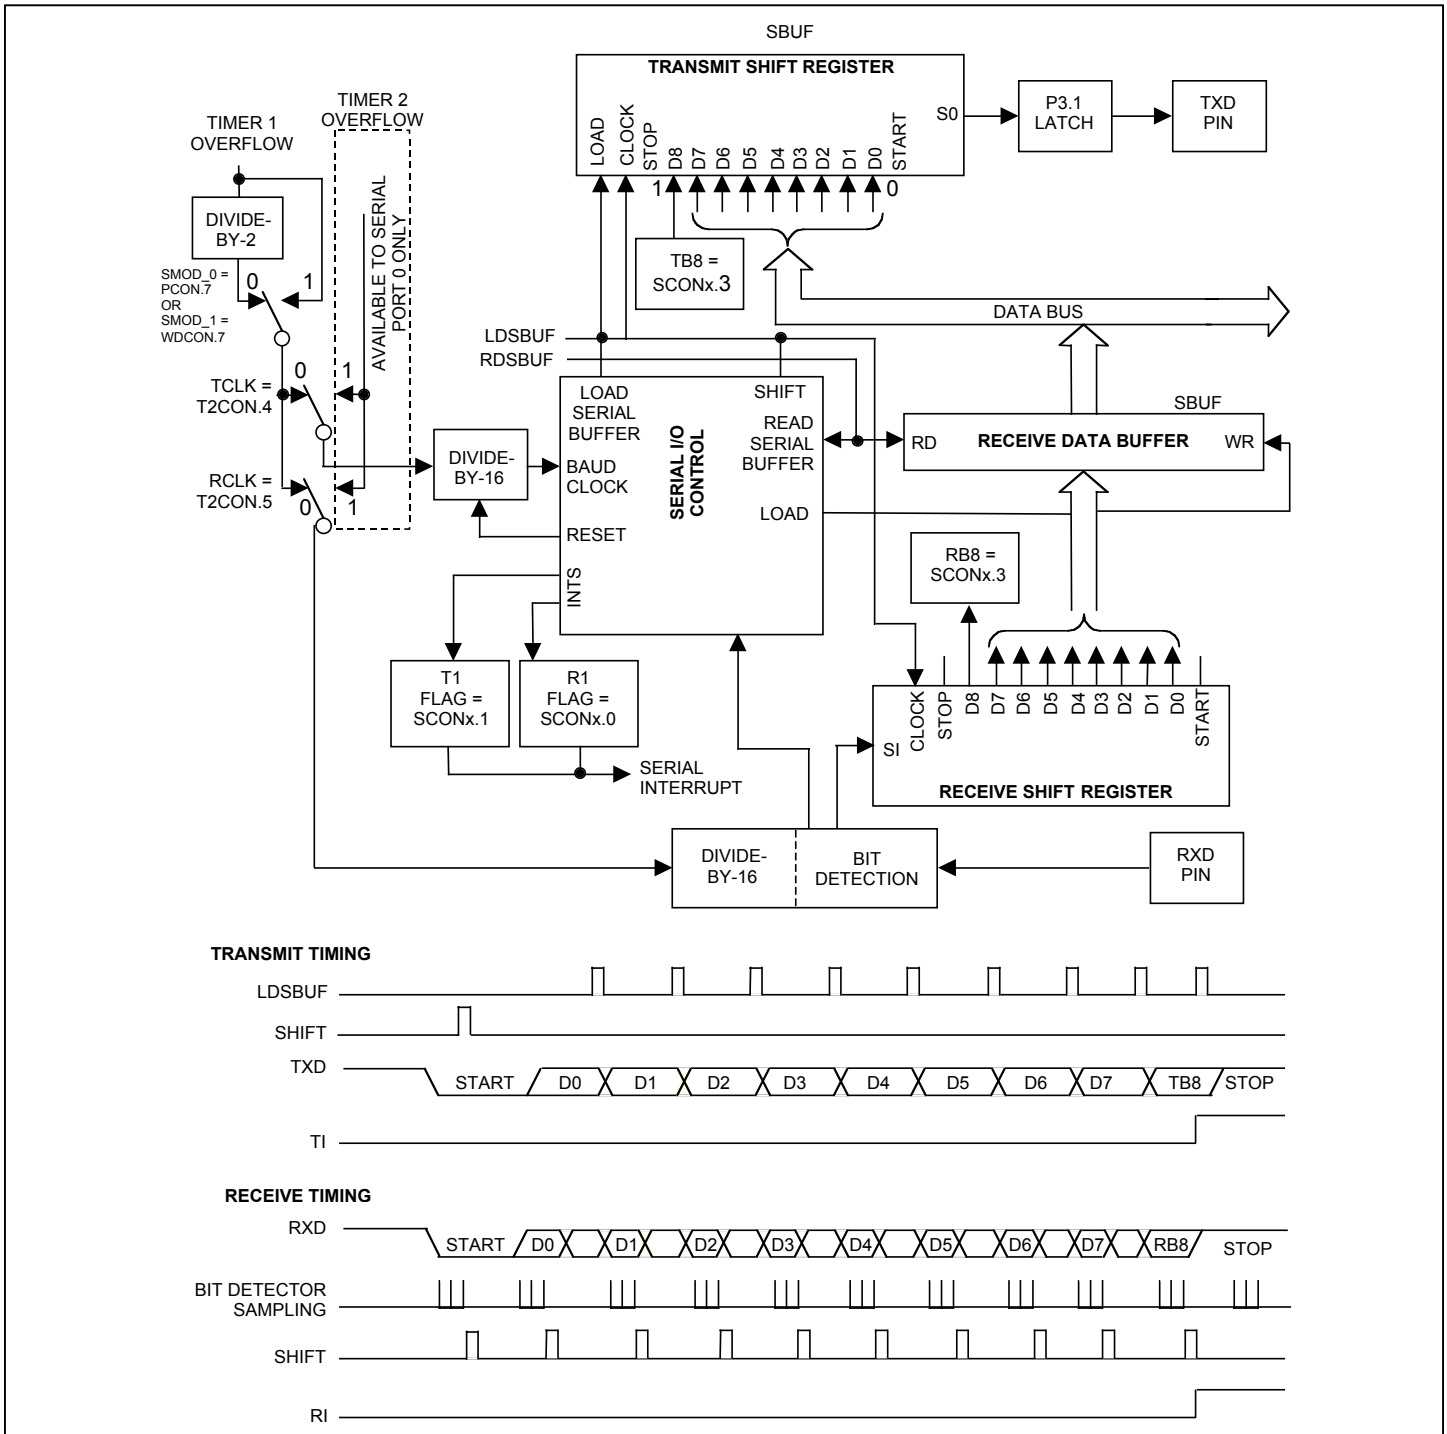 SBUF
TRANSMIT SHIFT REGISTER
LOAD
CLOCK
STOP
D8
D7
D6
D5
D4
D3
D2
D1
D0
START
S0
1
0
P3.1
LATCH
TXD
PIN
TIMER 1
OVERFLOW
TIMER 2
OVERFLOW
DIVIDE-
BY-2
AVAILABLE TO SERIAL
PORT 0 ONLY
SMOD_0 =
PCON.7
OR
SMOD_1 =
WDCON.7
0
1
TB8 =
SCONx.3
DATA BUS
LDSBUF
RDSBUF
TCLK =
T2CON.4
0
1
RCLK =
T2CON.5
0
1
DIVIDE-
BY-16
LOAD
SERIAL
BUFFER
SHIFT
READ
SERIAL
BUFFER
BAUD
CLOCK
SERIAL I/O
CONTROL
LOAD
RESET
INTS
SBUF
RD
RECEIVE DATA BUFFER
WR
RB8 =
SCONx.3
T1
FLAG =
SCONx.1
R1
FLAG =
SCONx.0
SERIAL
INTERRUPT
SI
CLOCK
STOP
D8
D7
D6
D5
D4
D3
D2
D1
D0
START
RECEIVE SHIFT REGISTER
DIVIDE-
BY-16
BIT
DETECTION
RXD
PIN
TRANSMIT TIMING
LDSBUF
SHIFT
TXD
START D0 D1 D2 D3 D4 D5 D6 D7 TB8 STOP
TI
RECEIVE TIMING
RXD
START D0 D1 D2 D3 D4 D5 D6 D7 RB8 STOP
BIT DETECTOR
SAMPLING
SHIFT
RI